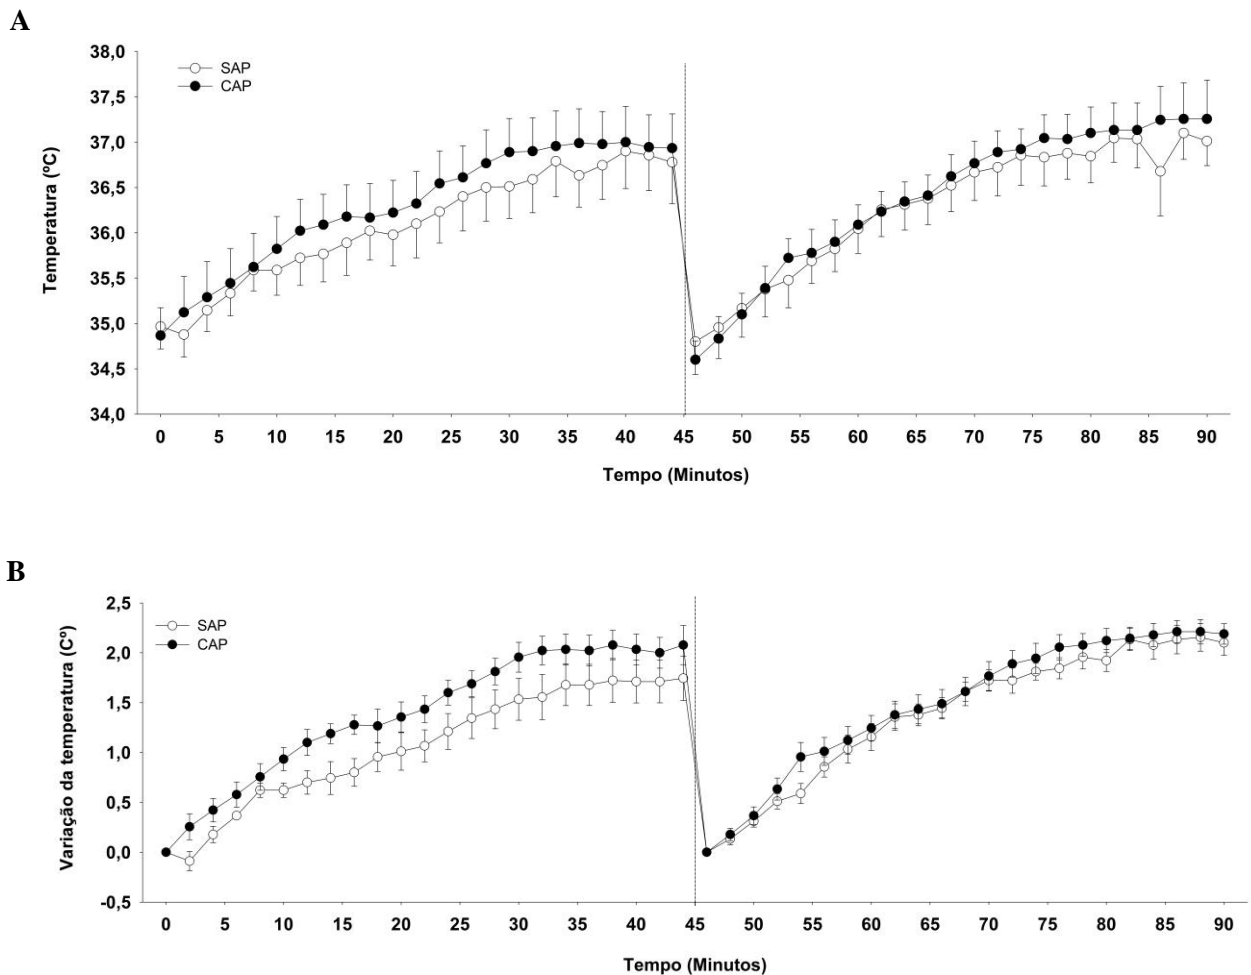 A
38,0
37,5
37,0
36,5
36,0
35,5
35,0
34,5
34,0
Temperatura (ºC)
SAP
CAP
0 5 10 15 20 25 30 35 40 45 50 55 60 65 70 75 80 85 90
Tempo (Minutos)
B
2,5
2,0
1,5
1,0
0,5
0,0
-0,5
Variação da temperatura (Cº)
SAP
CAP
0 5 10 15 20 25 30 35 40 45 50 55 60 65 70 75 80 85 90
Tempo (Minutos)